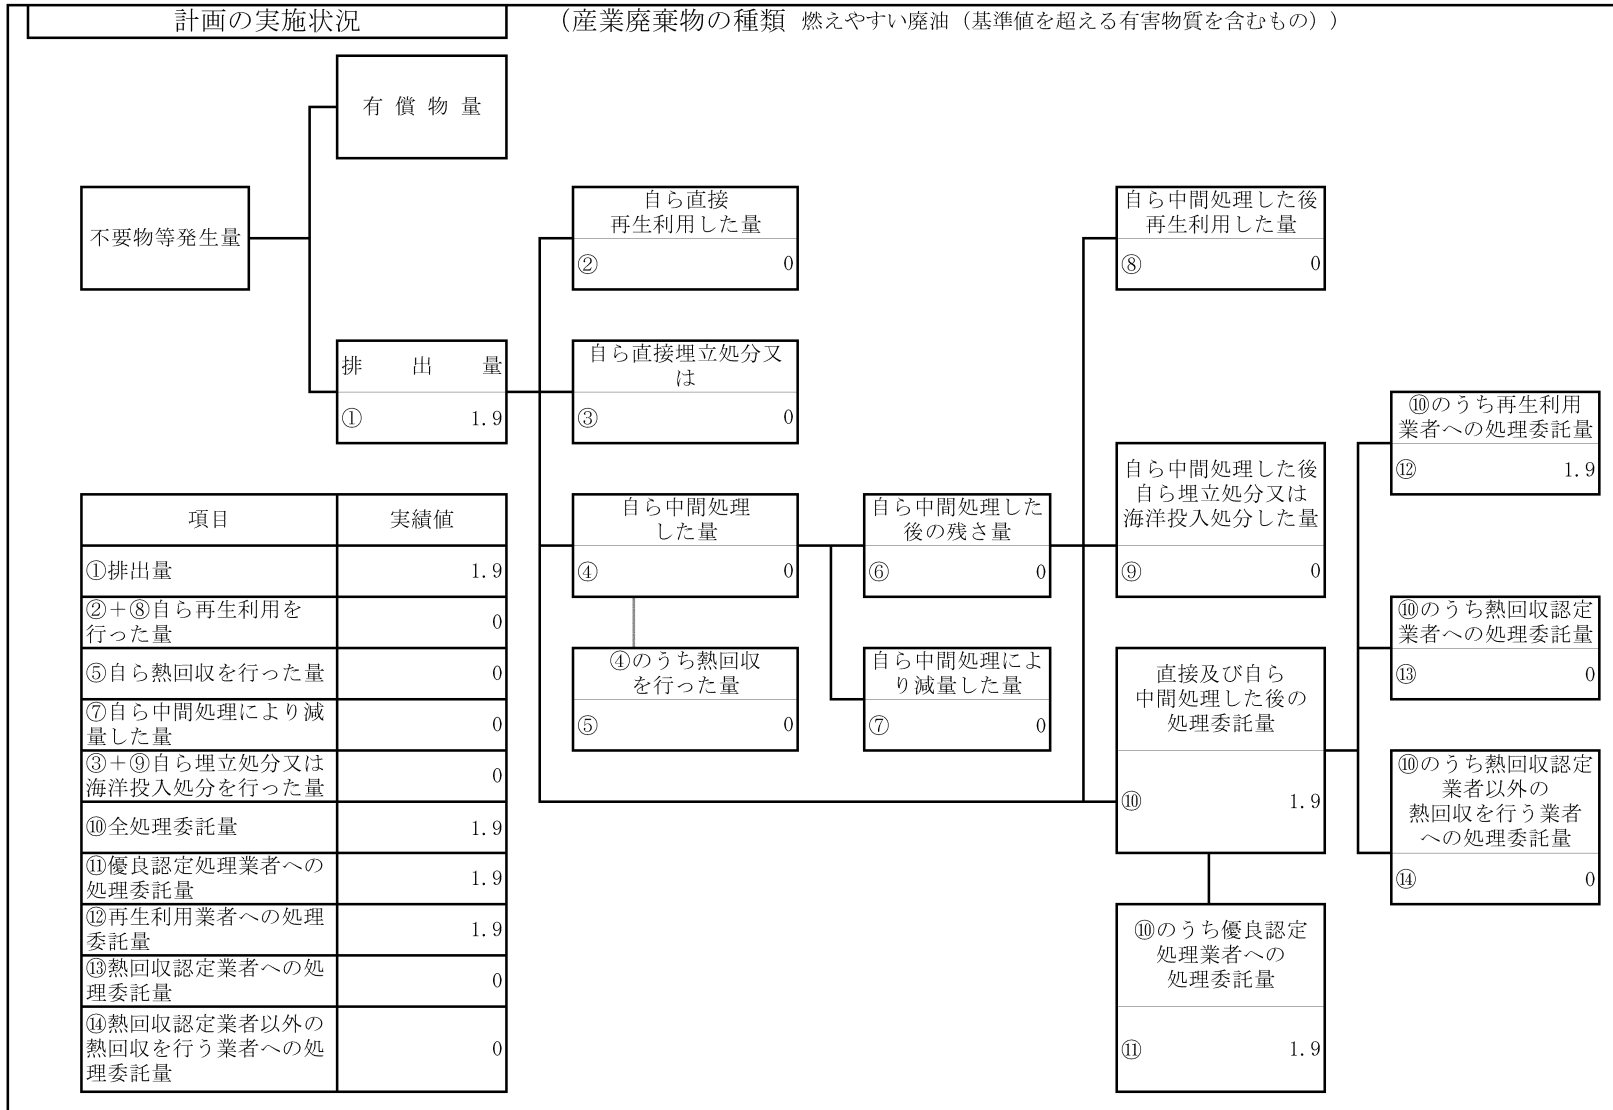 計画の実施状況
（産業廃棄物の種類 燃えやすい廃油（基準値を超える有害物質を含むもの））
有償物量
不要物等発生量
排出量
① 1.9
自ら直接
再生利用した量
② 0
自ら直接埋立処分又
は
③ 0
自ら中間処理
した量
④ 0
④のうち熱回収
を行った量
⑤ 0
自ら中間処理した
後の残さ量
⑥ 0
自ら中間処理によ
り減量した量
⑦ 0
自ら中間処理した後
再生利用した量
⑧ 0
自ら中間処理した後
自ら埋立処分又は
海洋投入処分した量
⑨ 0
直接及び自ら
中間処理した後の
処理委託量
⑩ 1.9
⑩のうち優良認定
処理業者への
処理委託量
⑪ 1.9
⑩のうち再生利用
業者への処理委託量
⑫ 1.9
⑩のうち熱回収認定
業者への処理委託量
⑬ 0
⑩のうち熱回収認定
業者以外の
熱回収を行う業者
への処理委託量
⑭ 0
項目 実績値
①排出量 1.9
②＋⑧自ら再生利用を
行った量 0
⑤自ら熱回収を行った量 0
⑦自ら中間処理により減
量した量 0
③＋⑨自ら埋立処分又は
海洋投入処分を行った量 0
⑩全処理委託量 1.9
⑪優良認定処理業者への
処理委託量 1.9
⑫再生利用業者への処理
委託量 1.9
⑬熱回収認定業者への処
理委託量 0
⑭熱回収認定業者以外の
熱回収を行う業者への処
理委託量 0